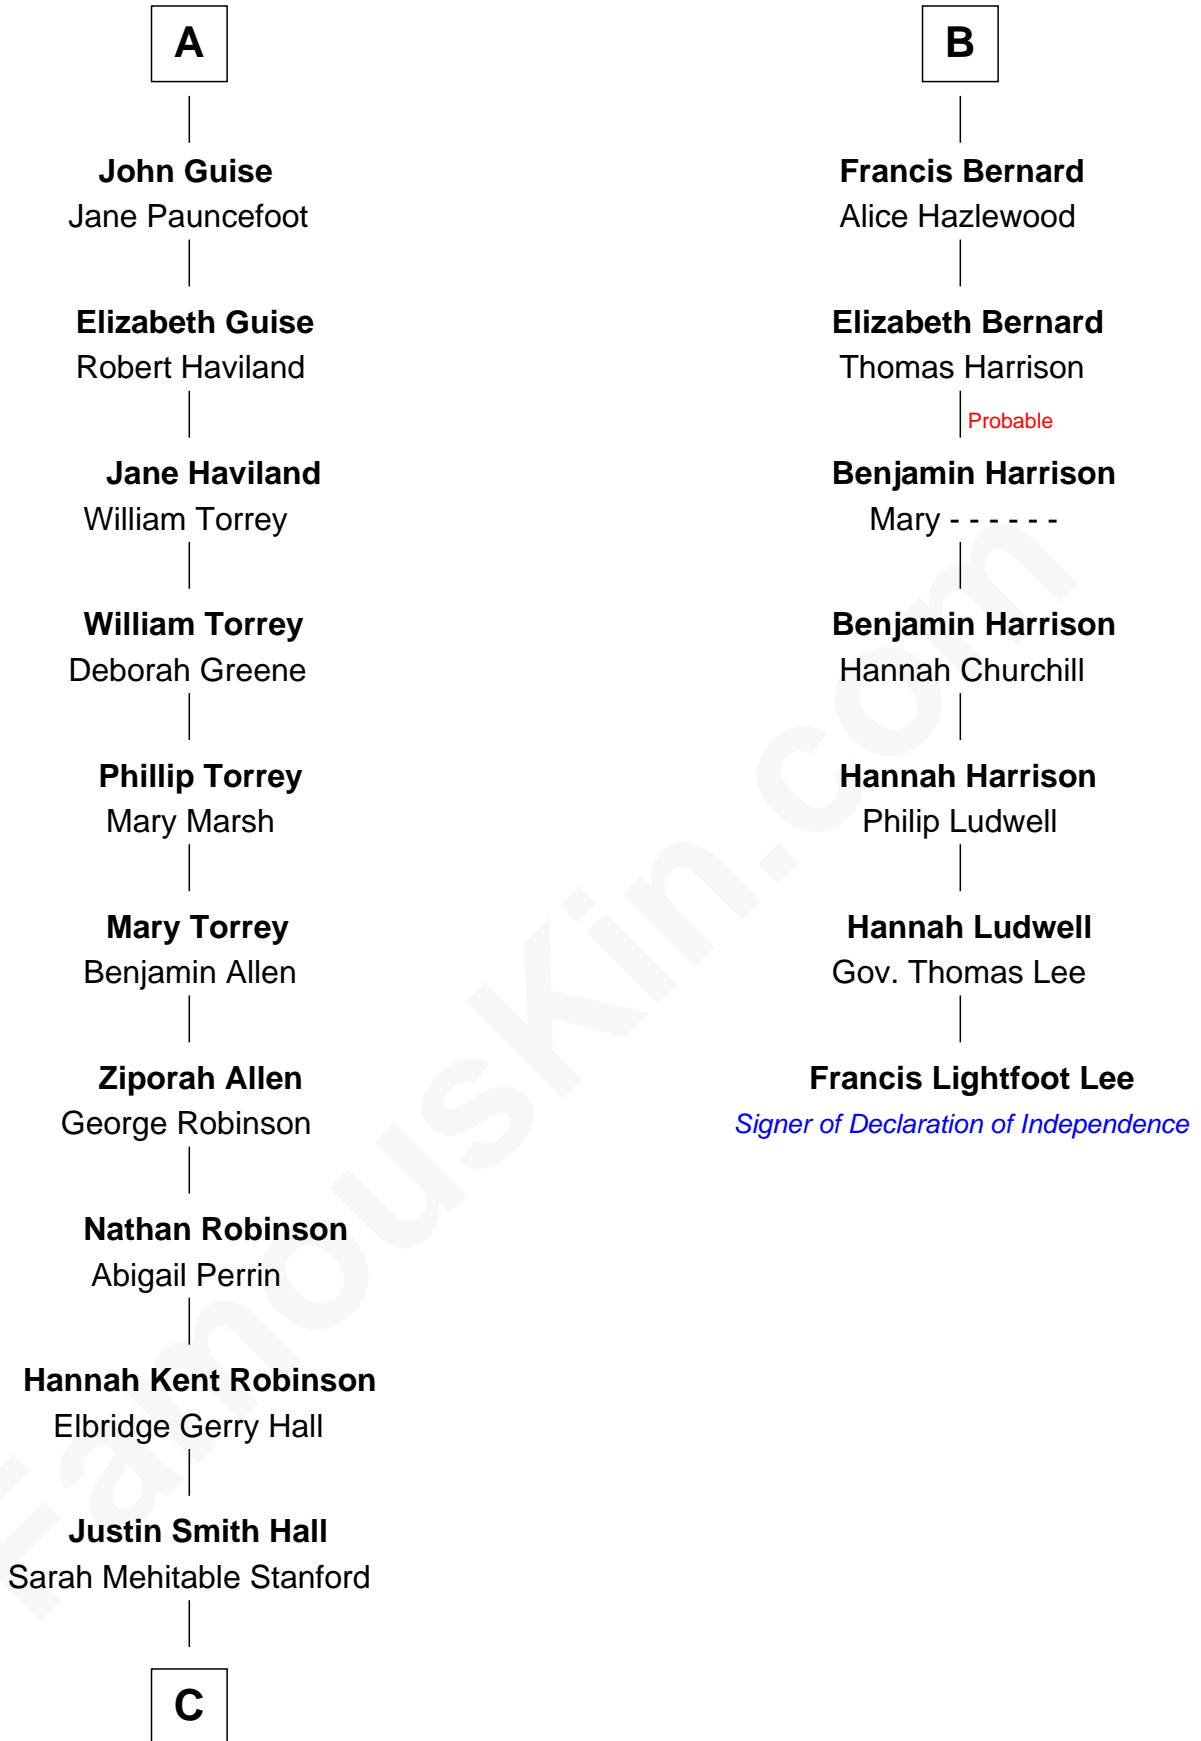 A
John Guise
Jane Pauncefoot
Elizabeth Guise
Robert Haviland
Jane Haviland
William Torrey
William Torrey
Deborah Greene
Phillip Torrey
Mary Marsh
Mary Torrey
Benjamin Allen
Ziporah Allen
George Robinson
Nathan Robinson
Abigail Perrin
Hannah Kent Robinson
Elbridge Gerry Hall
Justin Smith Hall
Sarah Mehitable Stanford
C
B
Francis Bernard
Alice Hazlewood
Elizabeth Bernard
Thomas Harrison
Probable
Benjamin Harrison
Mary - - - - - -
Benjamin Harrison
Hannah Churchill
Hannah Harrison
Philip Ludwell
Hannah Ludwell
Gov. Thomas Lee
Francis Lightfoot Lee
Signer of Declaration of Independence
FamousKin.com